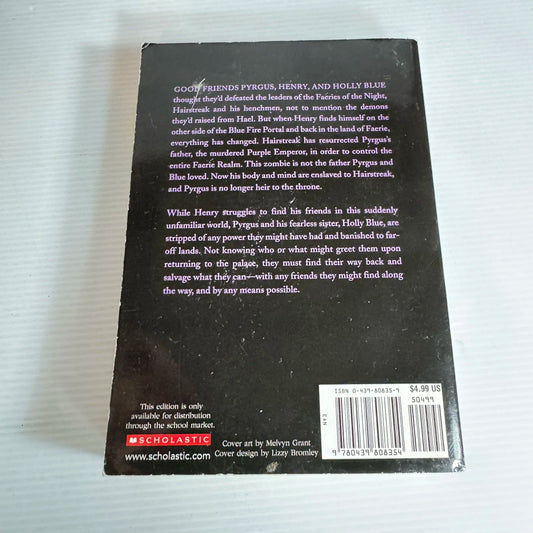 GOOD FRIENDS PYRGUS, HENRY, AND HOLLY BLUE
thought they'd defeated the leaders of the Faeries of the Night,
Hairstreak and his henchmen, not to mention the demons
they'd raised from Hael. But when Henry finds himself on the
other side of the Blue Fire Portal and back in the land of Faerie,
everything has changed. Hairstreak has resurrected Pyrgus's
father, the murdered Purple Emperor, in order to control the
entire Faerie Realm. This zombie is not the father Pyrgus and
Blue loved. Now his body and mind are enslaved to Hairstreak,
and Pyrgus is no longer heir to the throne.
While Henry struggles to find his friends in this suddenly
unfamiliar world, Pyrgus and his fearless sister, Holly Blue, are
stripped of any power they might have had and banished to far-
off lands. Not knowing who or what might greet them upon
returning to the palace, they must find their way back and
salvage what they can—with any friends they might find along
the way, and by any means possible.
This edition is only
available for distribution
through the school market.
SCHOLASTIC
www.scholastic.com
Cover art by Melvyn Grant
Cover design by Lizzy Bromley
ISBN 0-439-80835-9
EAN
9 780439 808354
50499
$4.99 US